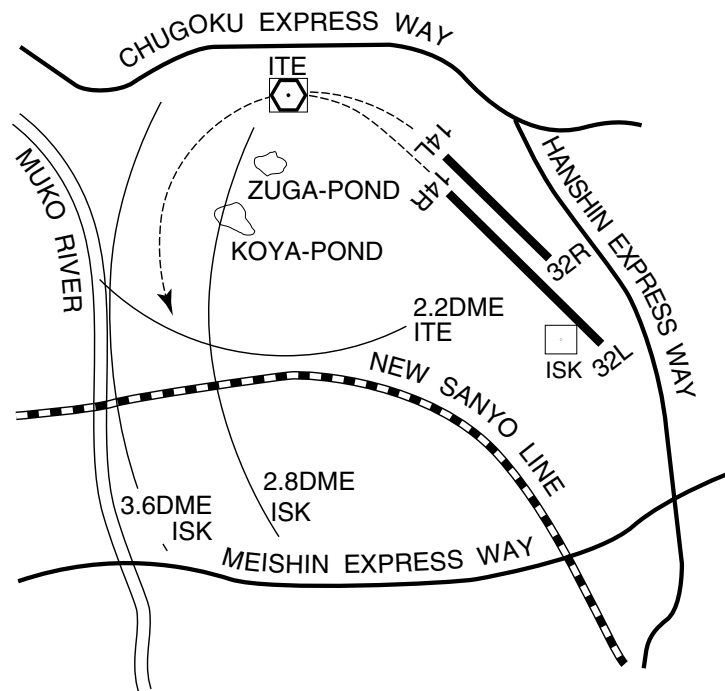 CHUGOKU EXPRESS WAY
ITE
14L
14R
HANSHIN EXPRESS WAY
MUKO RIVER
ZUGA-POND
KOYA-POND
32R
2.2DME
ITE
ISK
32L
NEW SANYO LINE
2.8DME
ISK
3.6DME
ISK
MEISHIN EXPRESS WAY